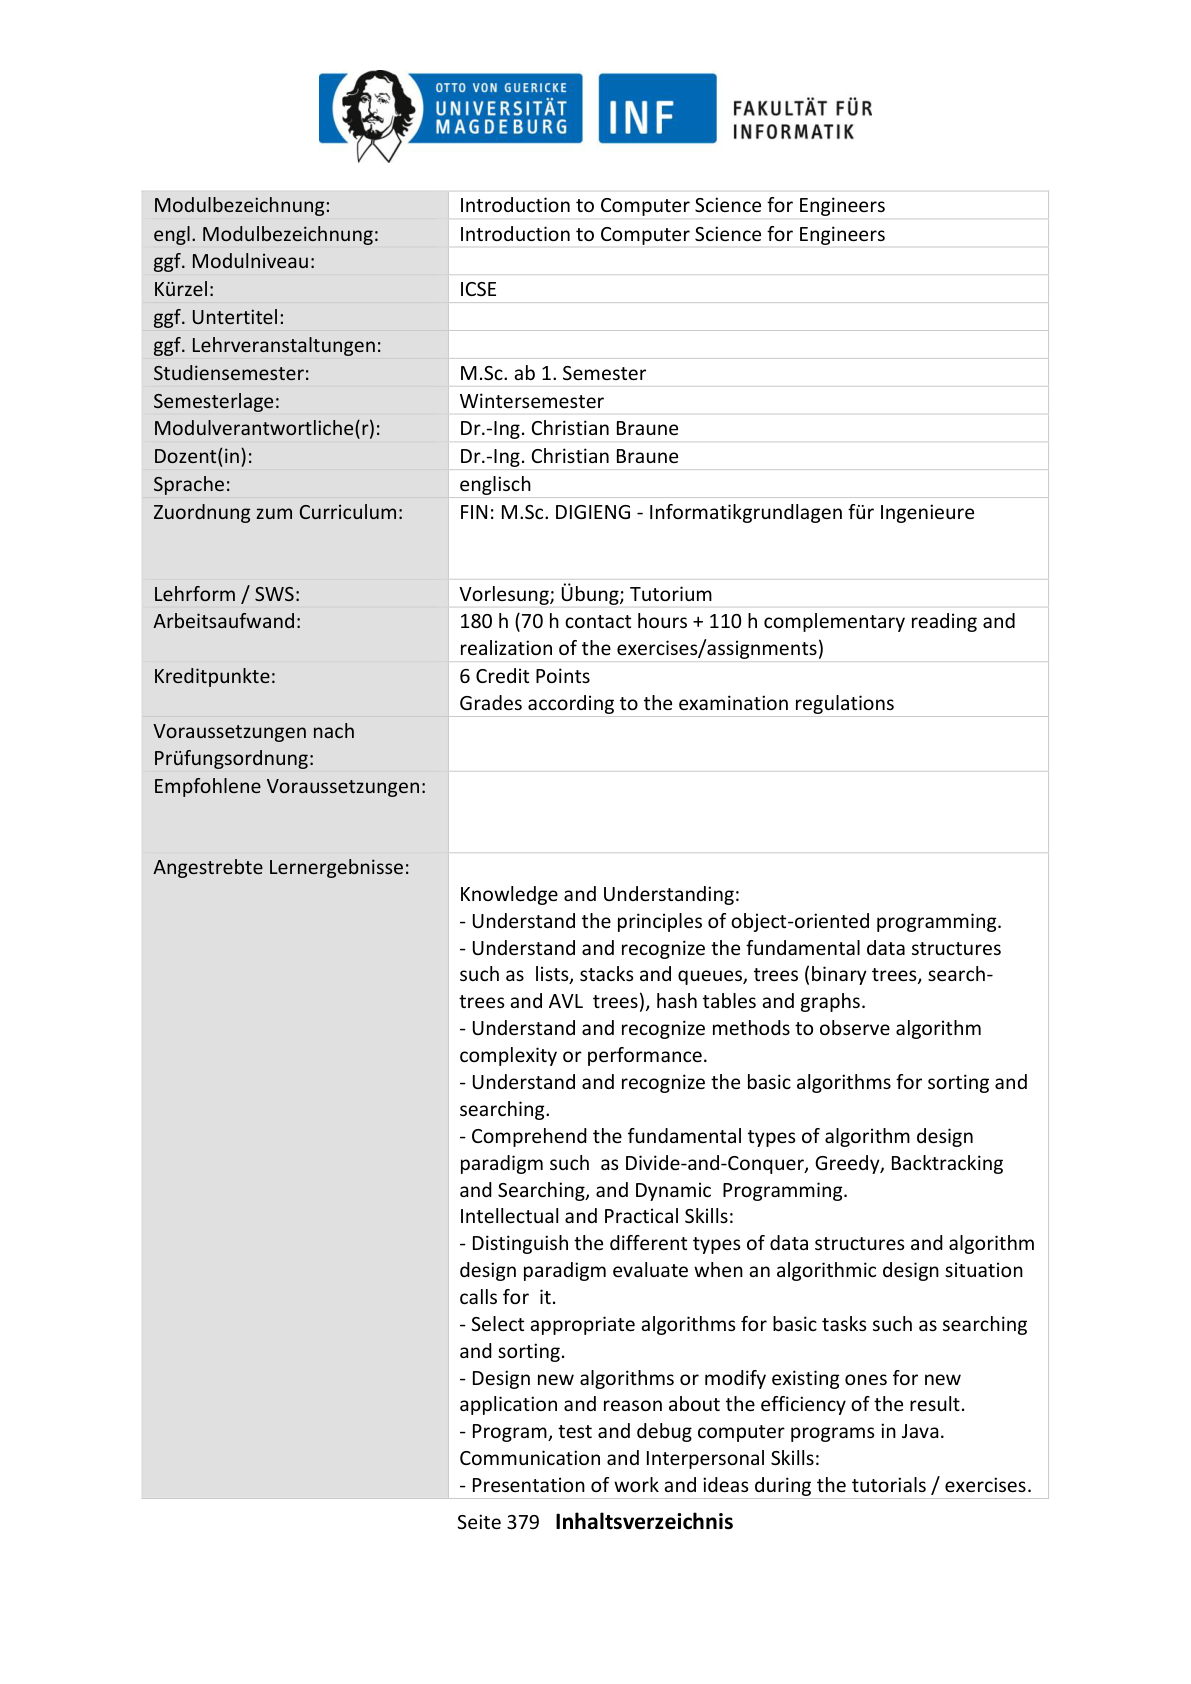 OTTO VON GUERICKE
UNIVERSITÄT
MAGDEBURG
INF
FAKULTÄT FÜR
INFORMATIK
Modulbezeichnung: Introduction to Computer Science for Engineers
engl. Modulbezeichnung: Introduction to Computer Science for Engineers
ggf. Modulniveau:
Kürzel: ICSE
ggf. Untertitel:
ggf. Lehrveranstaltungen:
Studiensemester: M.Sc. ab 1. Semester
Semesterlage: Wintersemester
Modulverantwortliche(r): Dr.-Ing. Christian Braune
Dozent(in): Dr.-Ing. Christian Braune
Sprache: englisch
Zuordnung zum Curriculum: FIN: M.Sc. DIGIENG - Informatikgrundlagen für Ingenieure
Lehrform / SWS: Vorlesung; Übung; Tutorium
Arbeitsaufwand: 180 h (70 h contact hours + 110 h complementary reading and
realization of the exercises/assignments)
Kreditpunkte: 6 Credit Points
Grades according to the examination regulations
Voraussetzungen nach
Prüfungsordnung:
Empfohlene Voraussetzungen:
Angestrebte Lernergebnisse:
Knowledge and Understanding:
- Understand the principles of object-oriented programming.
- Understand and recognize the fundamental data structures
such as  lists, stacks and queues, trees (binary trees, search-
trees and AVL  trees), hash tables and graphs.
- Understand and recognize methods to observe algorithm
complexity or performance.
- Understand and recognize the basic algorithms for sorting and
searching.
- Comprehend the fundamental types of algorithm design
paradigm such  as Divide-and-Conquer, Greedy, Backtracking
and Searching, and Dynamic  Programming.
Intellectual and Practical Skills:
- Distinguish the different types of data structures and algorithm
design paradigm evaluate when an algorithmic design situation
calls for  it.
- Select appropriate algorithms for basic tasks such as searching
and sorting.
- Design new algorithms or modify existing ones for new
application and reason about the efficiency of the result.
- Program, test and debug computer programs in Java.
Communication and Interpersonal Skills:
- Presentation of work and ideas during the tutorials / exercises.
Seite 379 Inhaltsverzeichnis